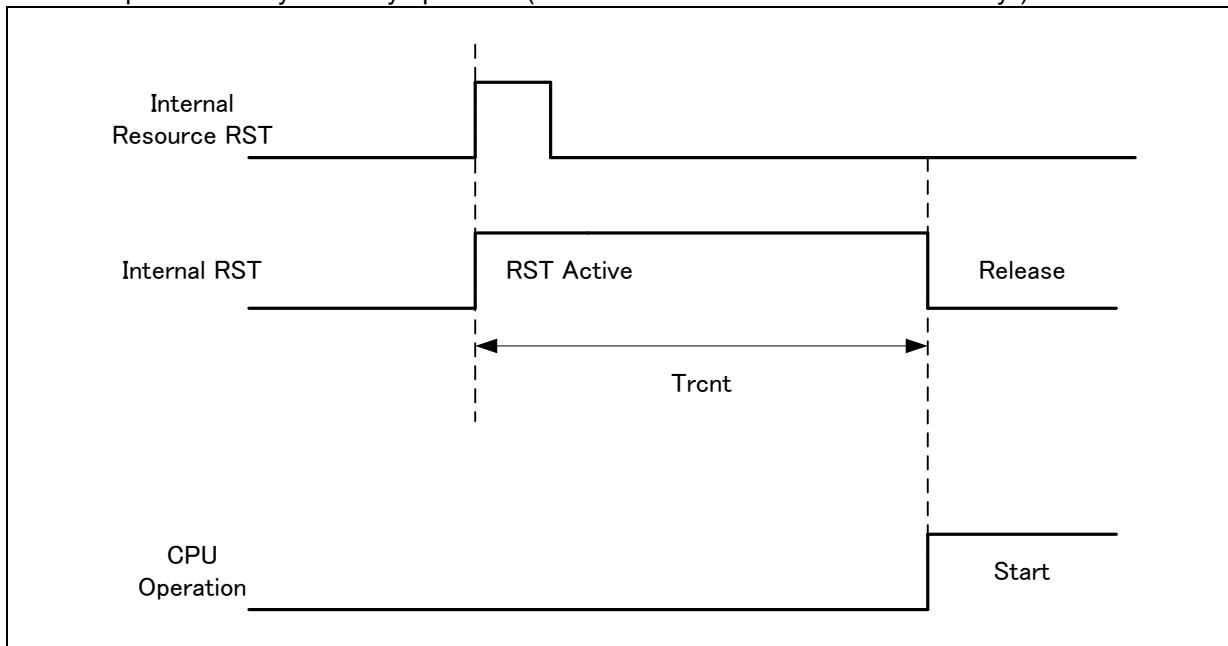 Internal
Resource RST
Internal RST
RST Active
Release
Trcnt
CPU
Operation
Start